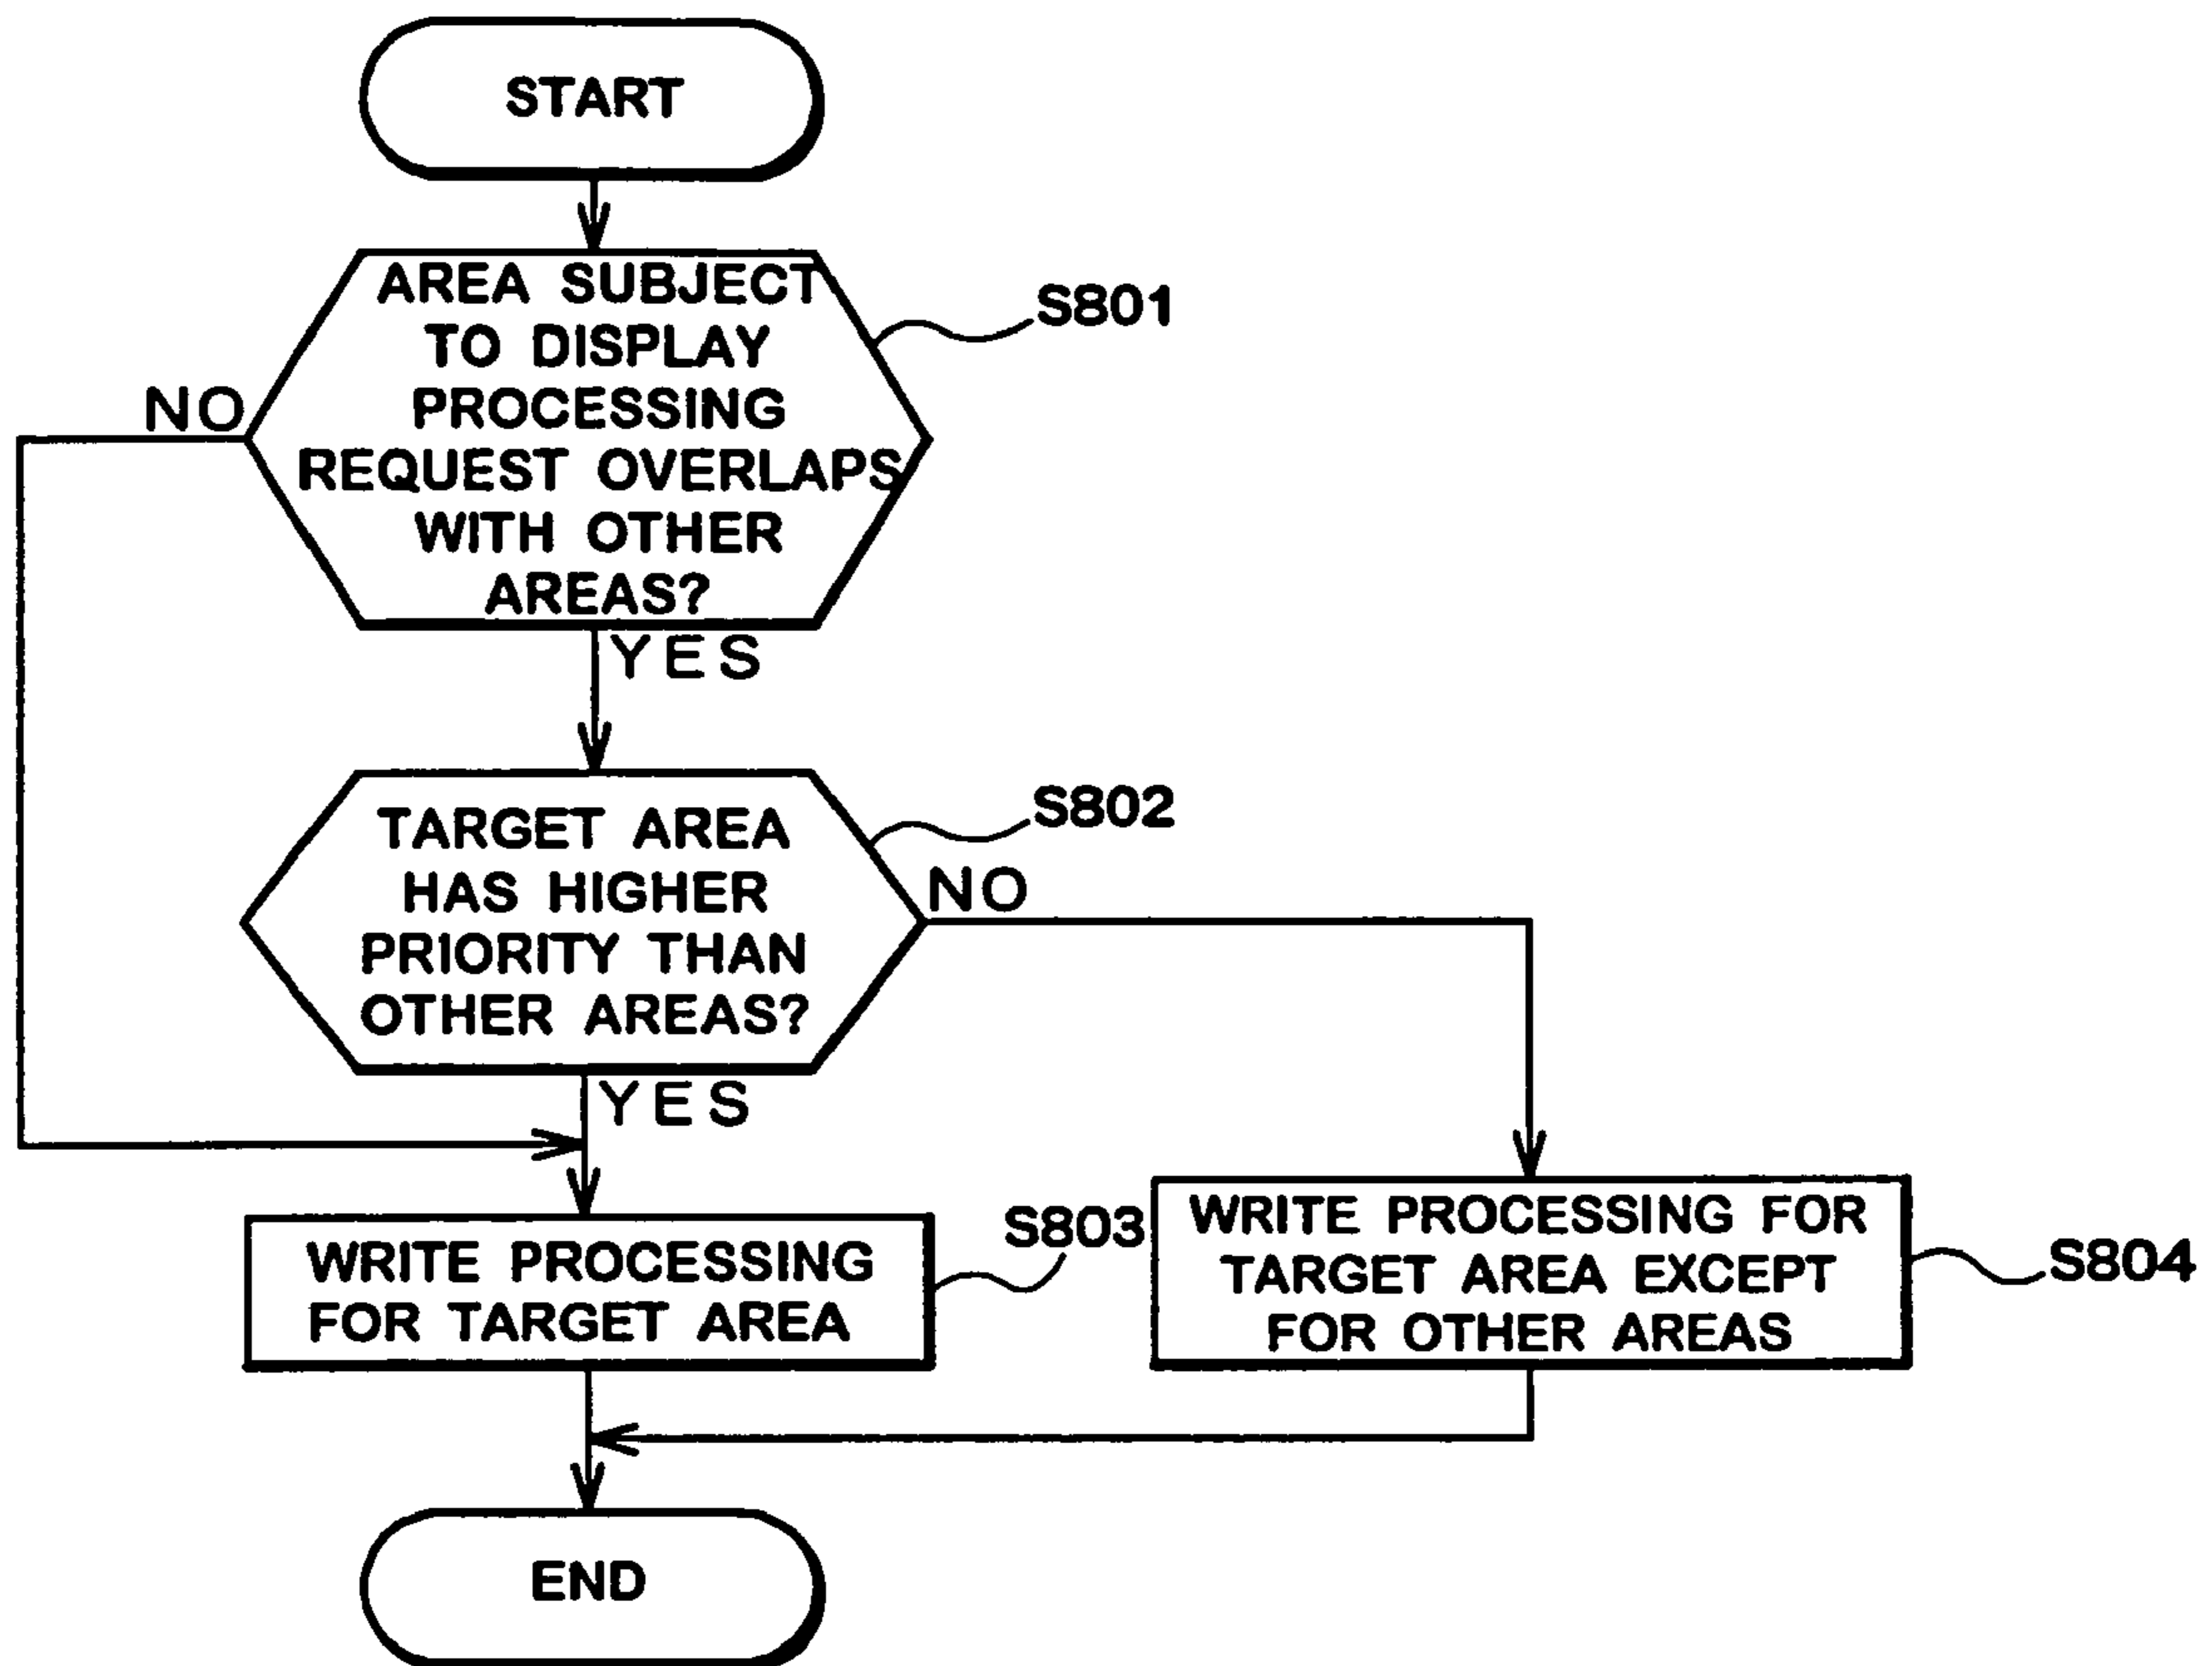 START
AREA SUBJECT
TO DISPLAY
PROCESSING
REQUEST OVERLAPS
WITH OTHER
AREAS?
S801
NO
YES
TARGET AREA
HAS HIGHER
PRIORITY THAN
OTHER AREAS?
S802
NO
YES
WRITE PROCESSING
FOR TARGET AREA
S803
WRITE PROCESSING FOR
TARGET AREA EXCEPT
FOR OTHER AREAS
S804
END